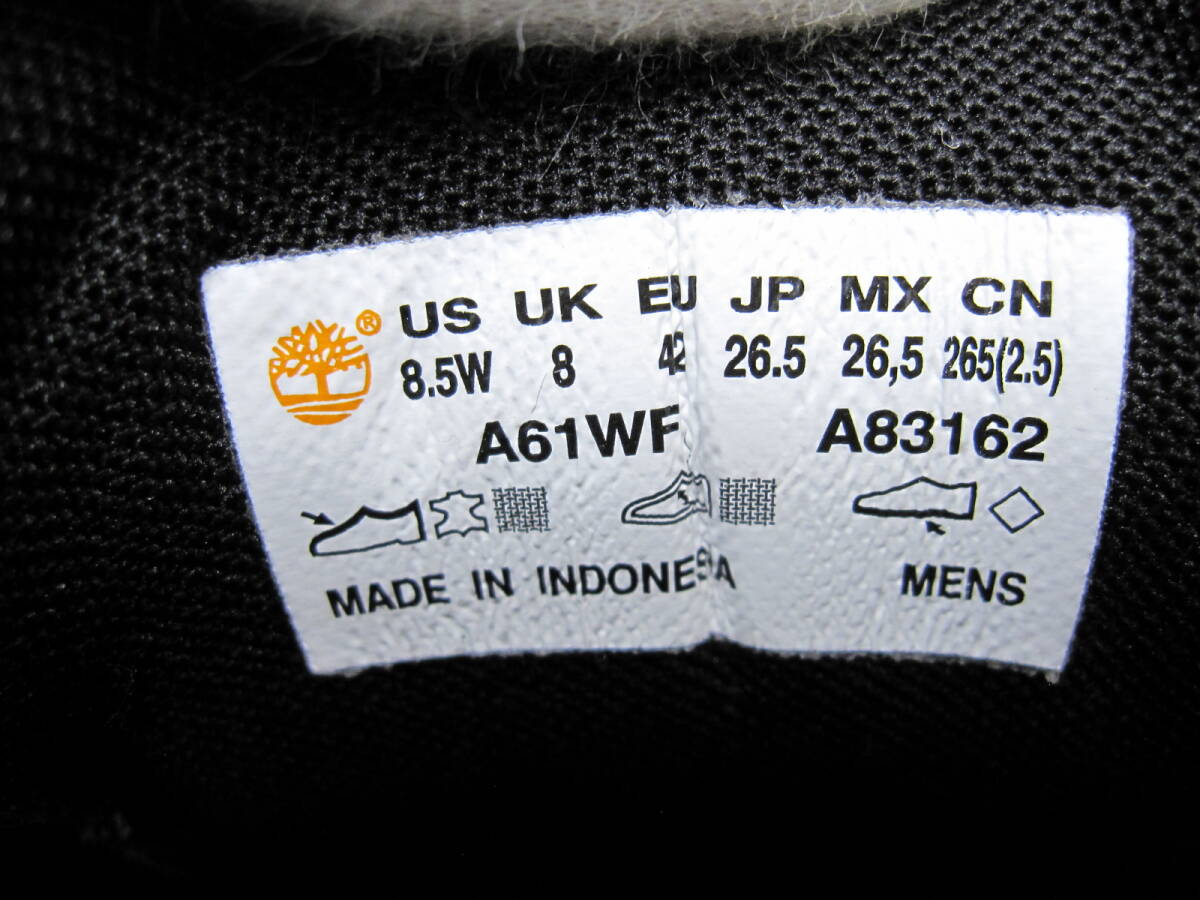 US UK EU JP MX CN
8.5W 8 42 26.5 26,5 265(2.5)
A61WF A83162
MADE IN INDONESIA MENS